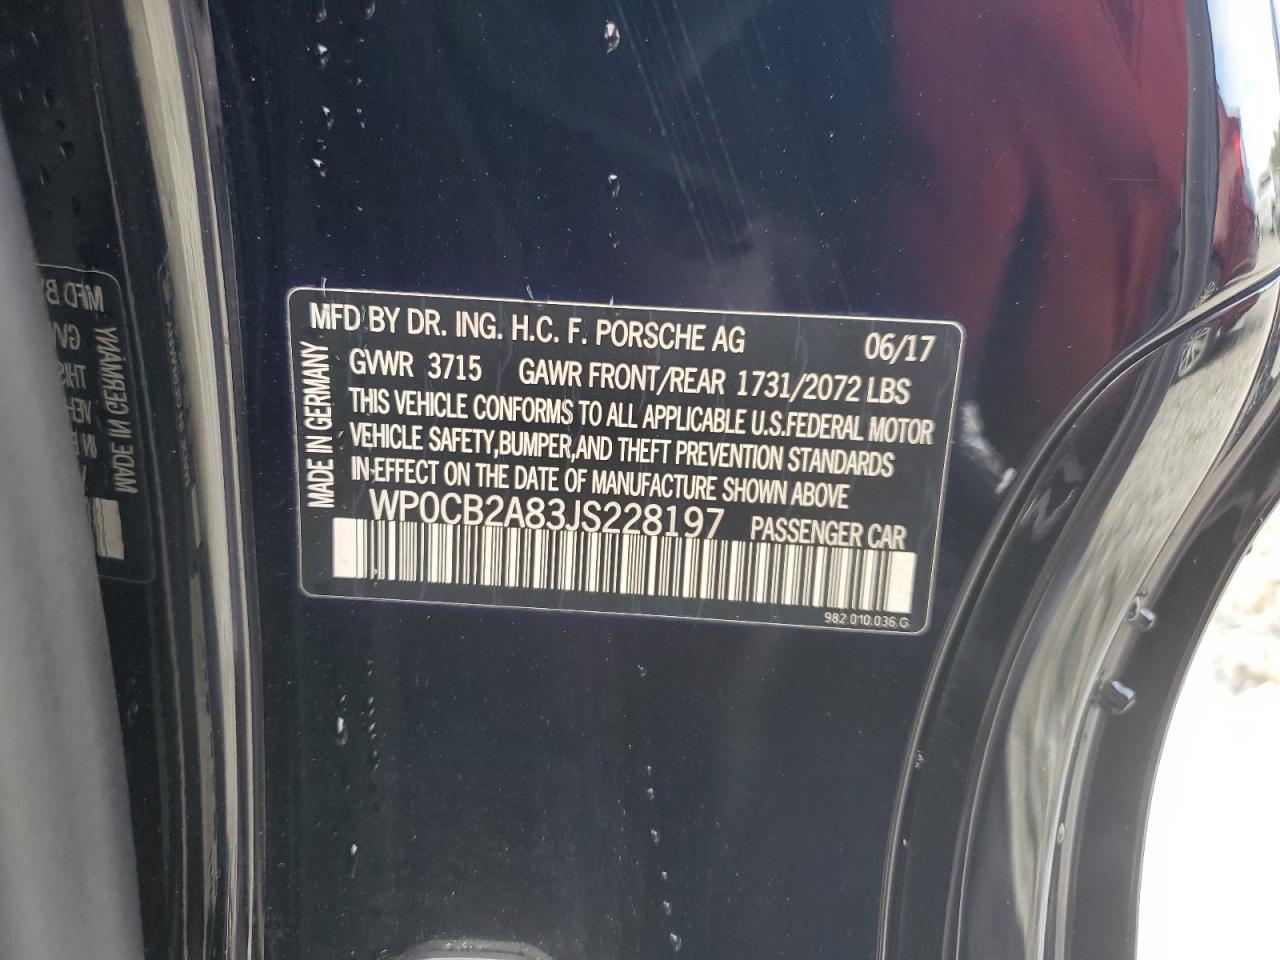 MFD BY DR. ING. H.C. F. PORSCHE AG 06/17
GVWR 3715 GAWR FRONT/REAR 1731/2072 LBS
THIS VEHICLE CONFORMS TO ALL APPLICABLE U.S.FEDERAL MOTOR
VEHICLE SAFETY,BUMPER,AND THEFT PREVENTION STANDARDS
IN EFFECT ON THE DATE OF MANUFACTURE SHOWN ABOVE
WP0CB2A83JS228197 PASSENGER CAR
982.010.036.G
MADE IN GERMANY